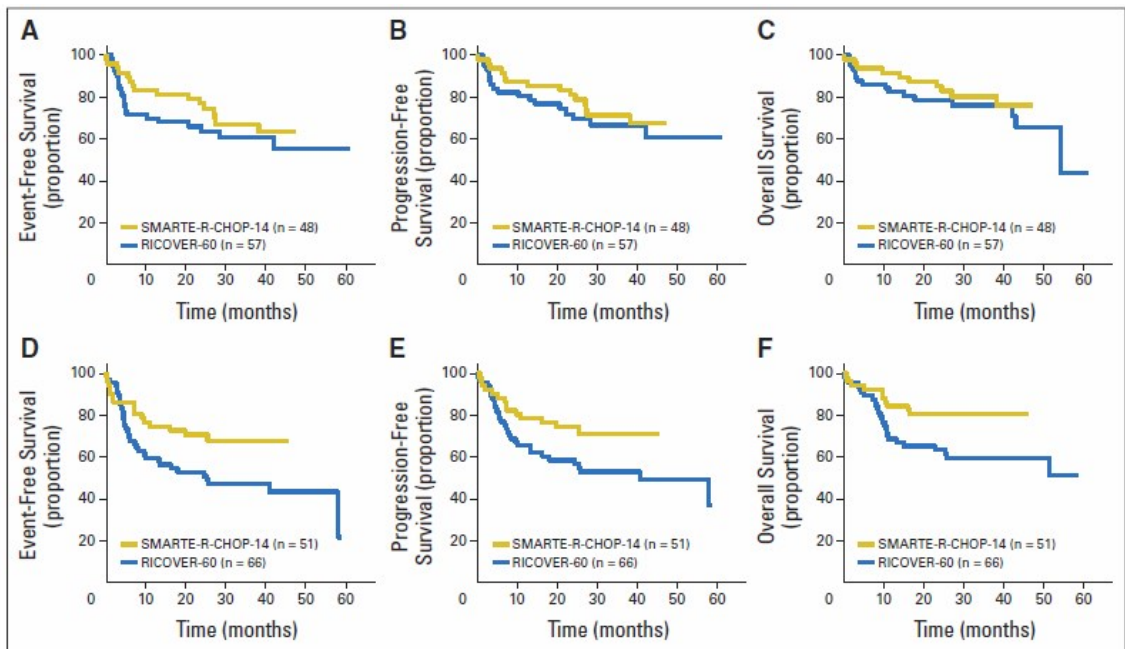 A
Event-Free Survival
(proportion)
100
80
60
40
20
SMARTE-R-CHOP-14 (n = 48)
RICOVER-60 (n = 57)
0 10 20 30 40 50 60
Time (months)
B
Progression-Free
Survival (proportion)
100
80
60
40
20
SMARTE-R-CHOP-14 (n = 48)
RICOVER-60 (n = 57)
0 10 20 30 40 50 60
Time (months)
C
Overall Survival
(proportion)
100
80
60
40
20
SMARTE-R-CHOP-14 (n = 48)
RICOVER-60 (n = 57)
0 10 20 30 40 50 60
Time (months)
D
Event-Free Survival
(proportion)
100
80
60
40
20
SMARTE-R-CHOP-14 (n = 51)
RICOVER-60 (n = 66)
0 10 20 30 40 50 60
Time (months)
E
Progression-Free
Survival (proportion)
100
80
60
40
20
SMARTE-R-CHOP-14 (n = 51)
RICOVER-60 (n = 66)
0 10 20 30 40 50 60
Time (months)
F
Overall Survival
(proportion)
100
80
60
40
20
SMARTE-R-CHOP-14 (n = 51)
RICOVER-60 (n = 66)
0 10 20 30 40 50 60
Time (months)